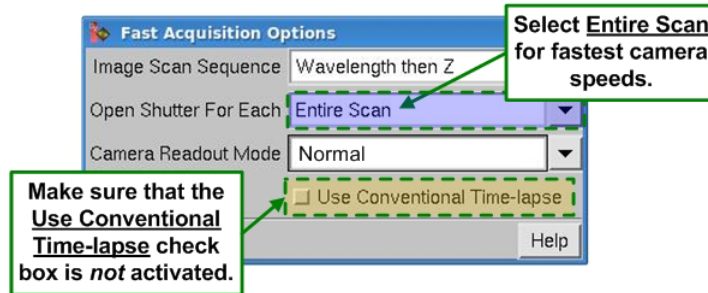 Fast Acquisition Options
Select Entire Scan
for fastest camera
speeds.
Image Scan Sequence Wavelength then Z
Open Shutter For Each Entire Scan
Camera Readout Mode Normal
Use Conventional Time-lapse
Make sure that the
Use Conventional
Time-lapse check
box is not activated.
Help